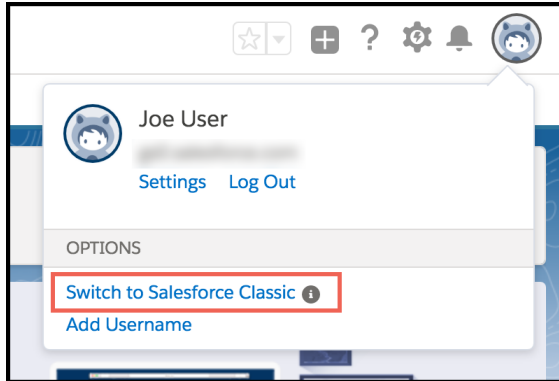 Joe User
Settings Log Out
OPTIONS
Switch to Salesforce Classic
Add Username